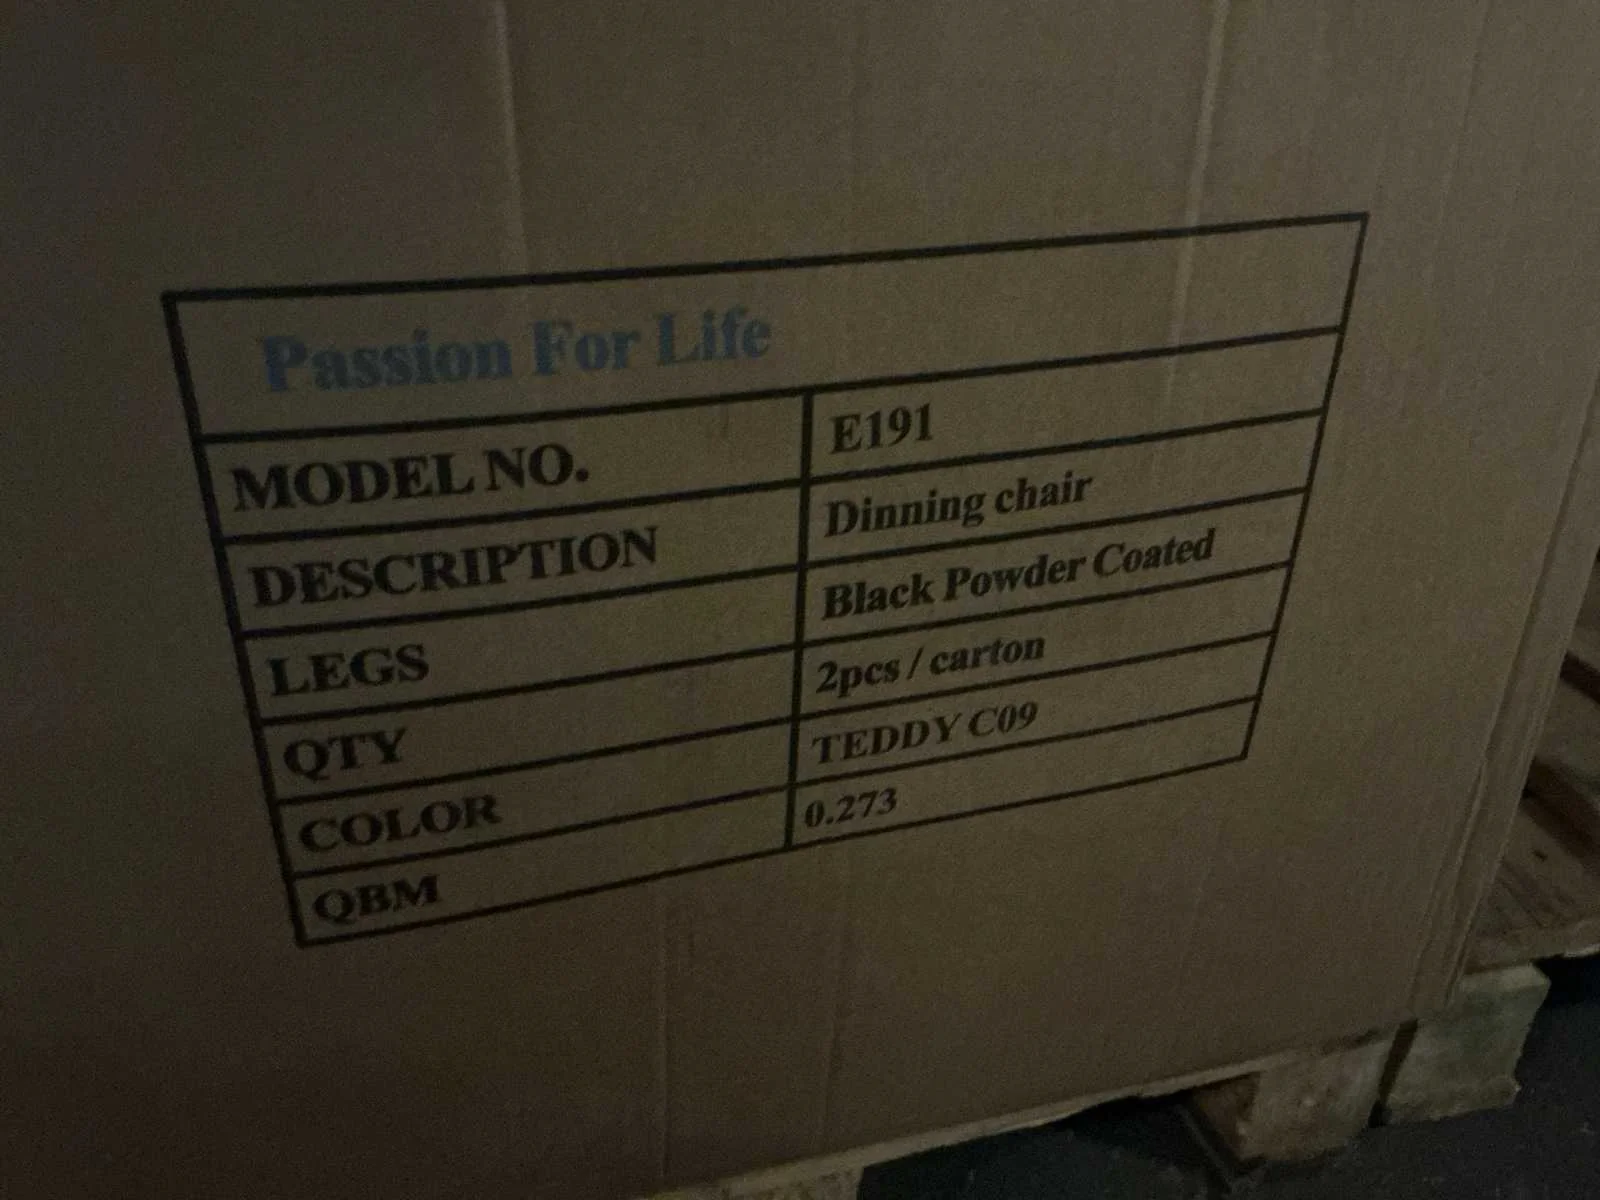 Passion For Life
MODEL NO. E191
DESCRIPTION Dinning chair
LEGS Black Powder Coated
QTY 2pcs / carton
COLOR TEDDY C09
QBM 0.273